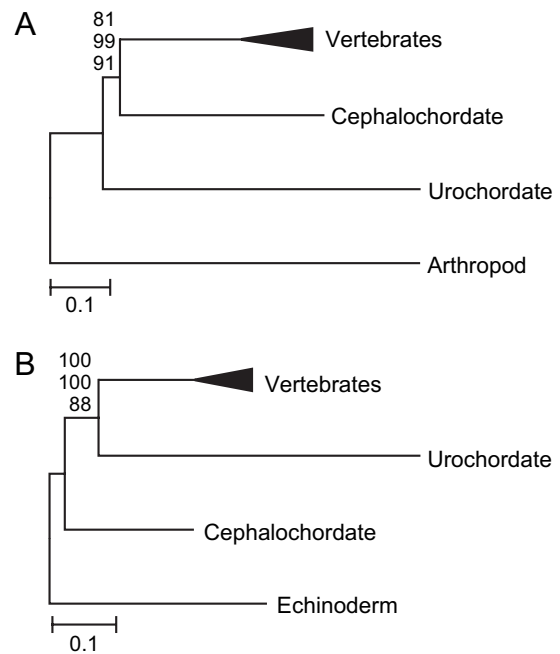 A
81
99
91
Vertebrates
Cephalochordate
Urochordate
Arthropod
0.1
B
100
100
88
Vertebrates
Urochordate
Cephalochordate
Echinoderm
0.1